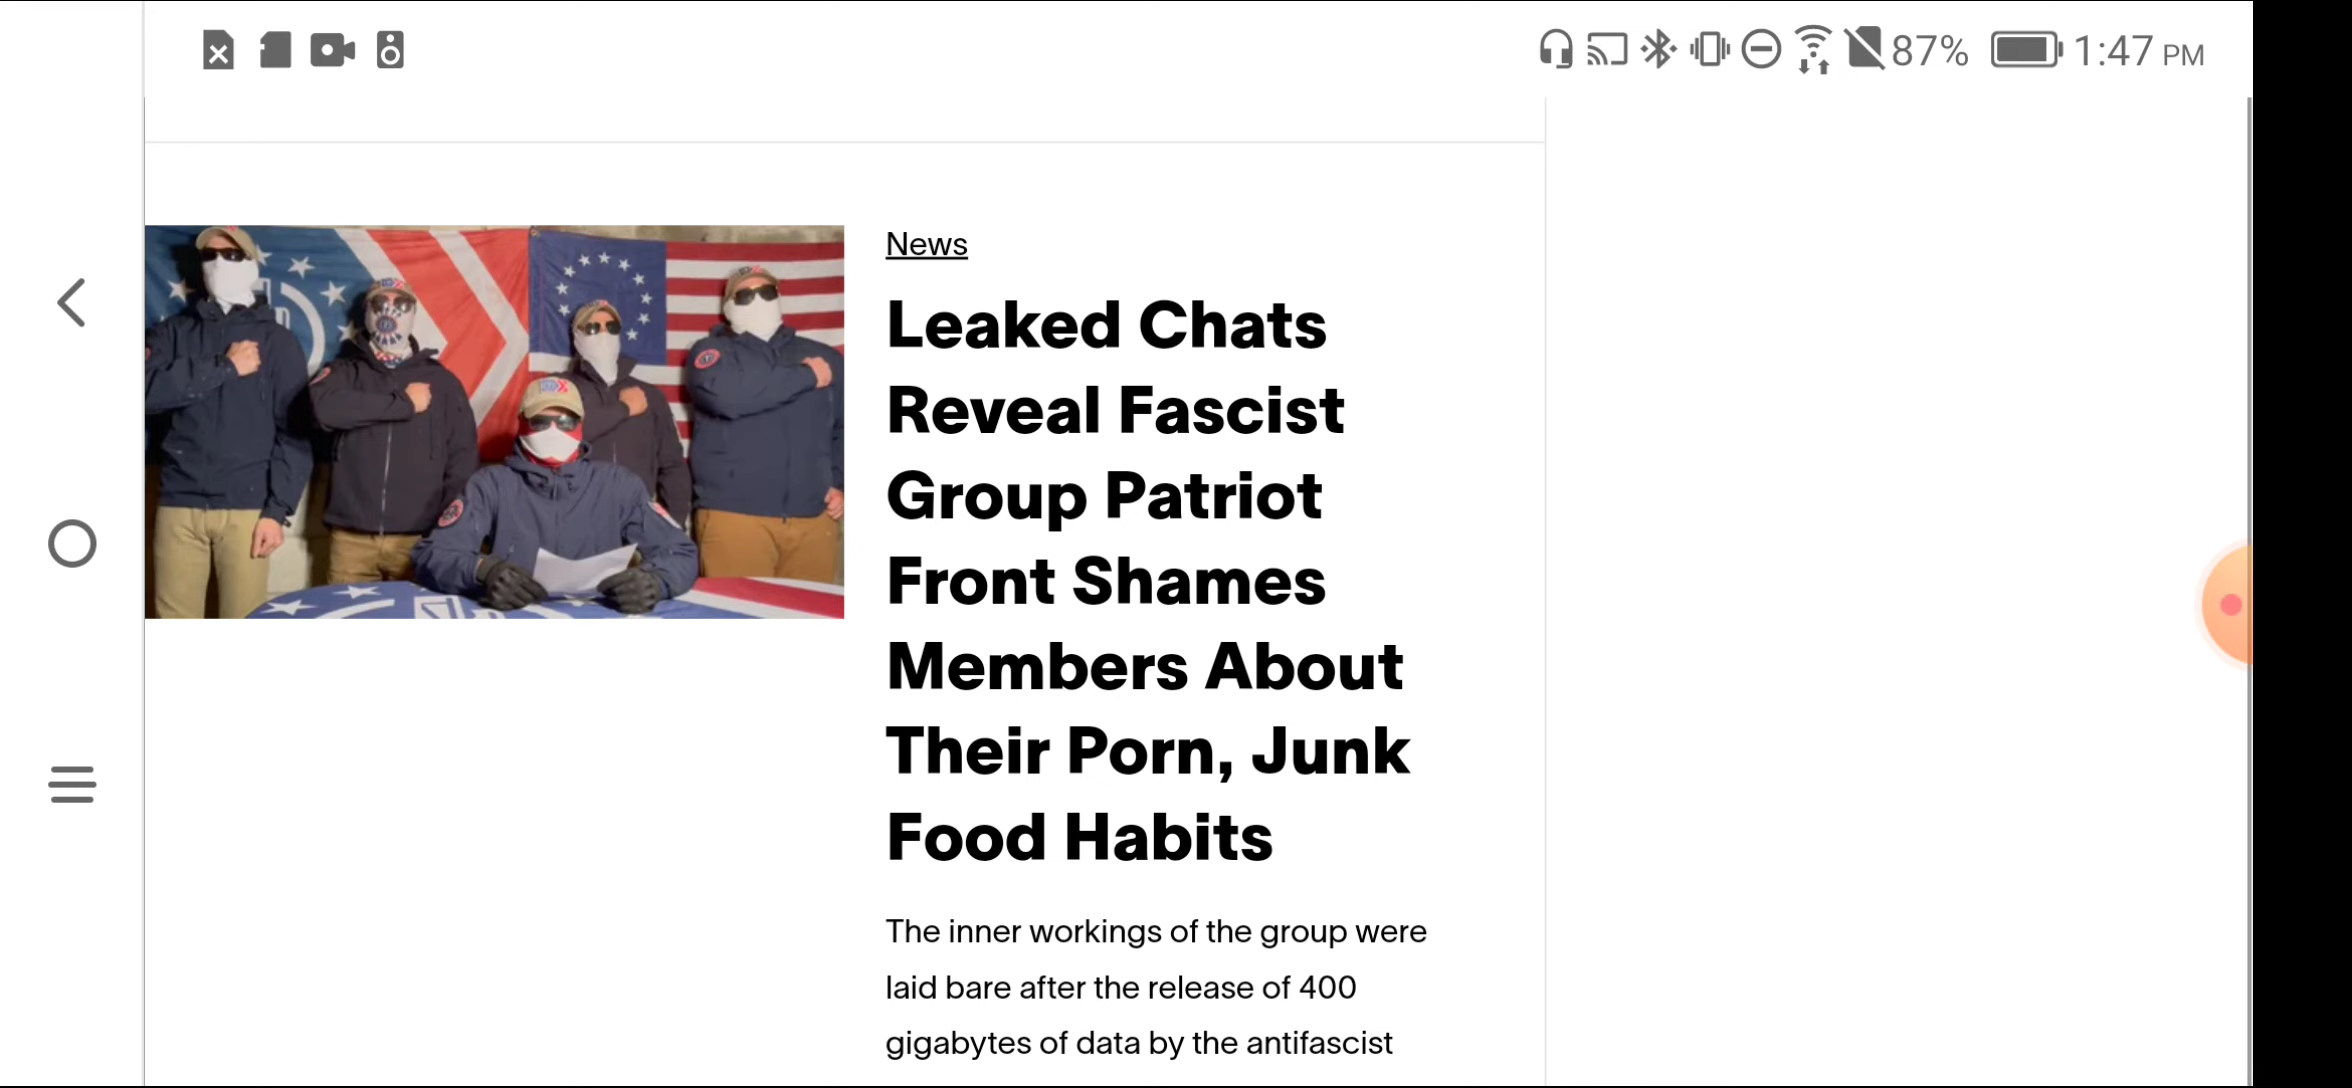 87% 1:47 PM
News
Leaked Chats
Reveal Fascist
Group Patriot
Front Shames
Members About
Their Porn, Junk
Food Habits
The inner workings of the group were
laid bare after the release of 400
gigabytes of data by the antifascist